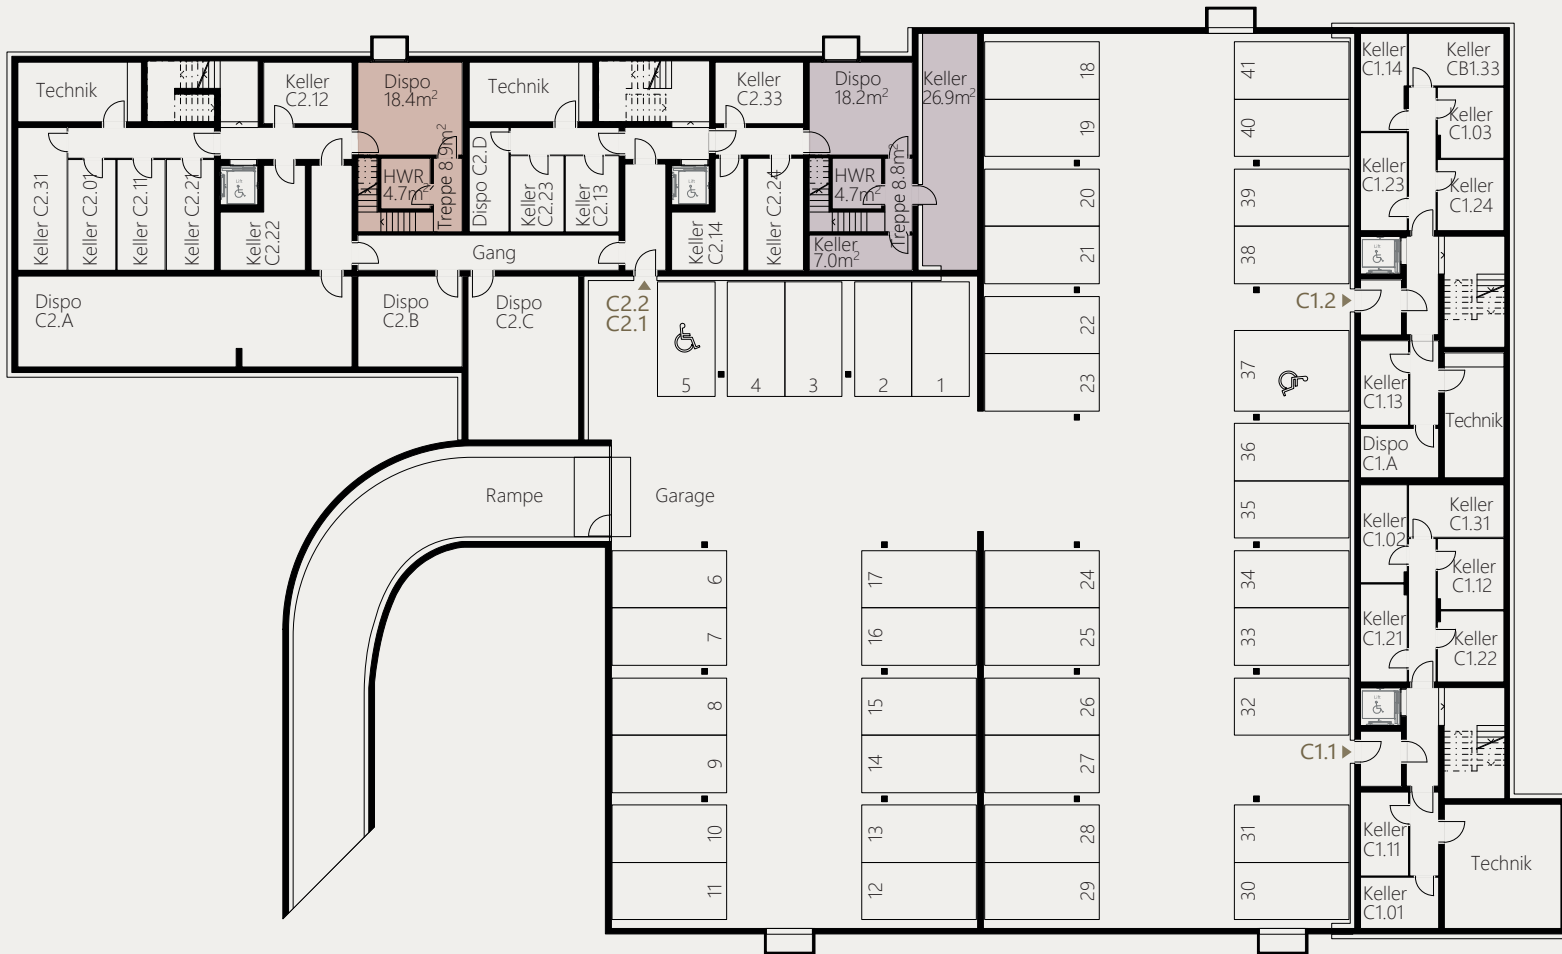 Technik
Keller
C2.12
Dispo
18.4m²
Technik
Keller
C2.33
Dispo
18.2m²
Keller
26.9m²
Keller C2.31
Keller C2.01
Keller C2.11
Keller C2.21
Keller
C2.22
HWR
4.7m²
Treppe 8.9m²
Dispo C2.D
Keller
C2.23
Keller
C2.13
Keller
C2.14
Keller C2.24
HWR
4.7m²
Treppe 8.8m²
Keller
7.0m²
Gang
Dispo
C2.A
Dispo
C2.B
Dispo
C2.C
C2.2
C2.1
5
4
3
2
1
Rampe
Garage
6
7
8
9
10
11
17
16
15
14
13
12
18
19
20
21
22
23
24
25
26
27
28
29
41
40
39
38
37
36
35
34
33
32
31
30
C1.2
C1.1
Keller
C1.14
Keller
CB1.33
Keller
C1.03
Keller
C1.23
Keller
C1.24
Keller
C1.13
Technik
Dispo
C1.A
Keller
C1.31
Keller
C1.02
Keller
C1.12
Keller
C1.21
Keller
C1.22
Keller
C1.11
Technik
Keller
C1.01